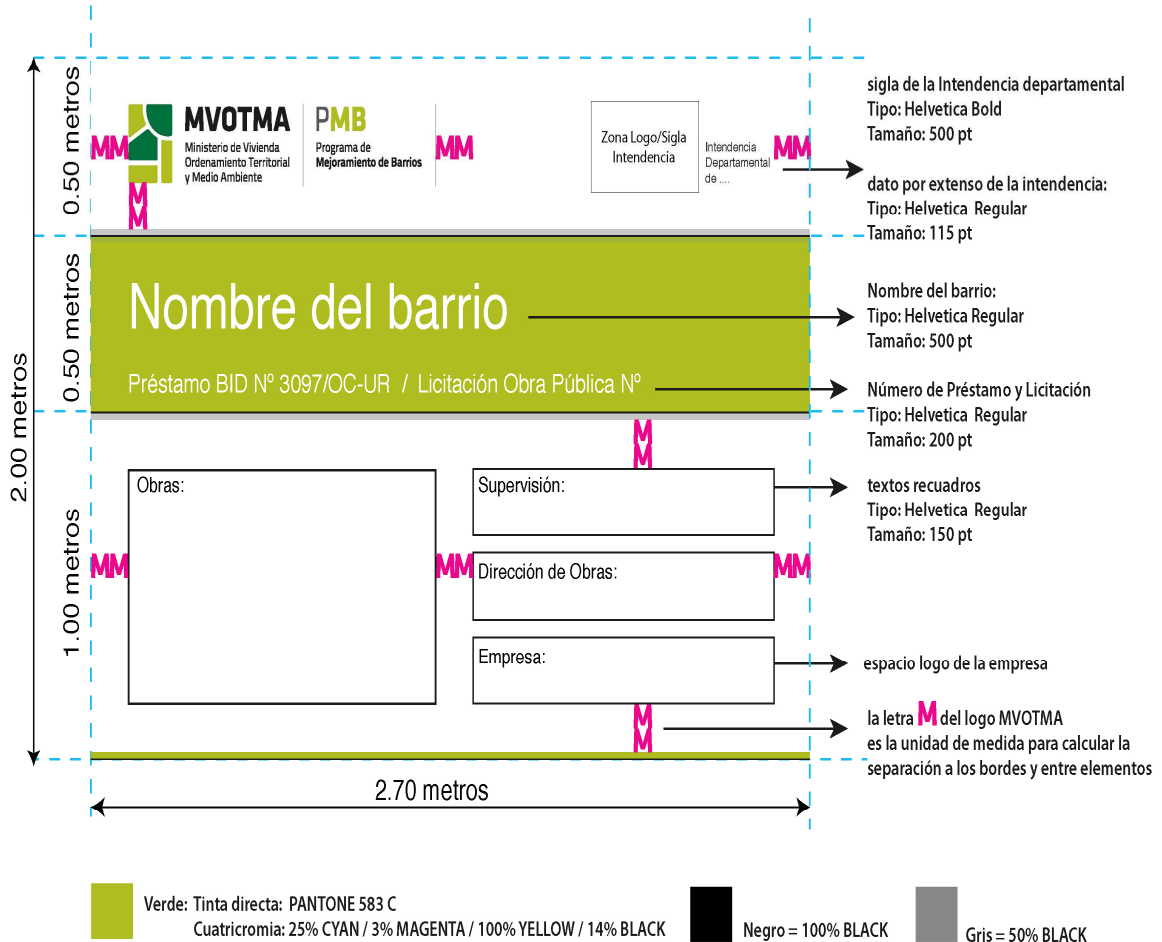 MVOTMA
Ministerio de Vivienda
Ordenamiento Territorial
y Medio Ambiente
PMB
Programa de
Mejoramiento de Barrios
MM
MM
M
M
Zona Logo/Sigla
Intendencia
Intendencia
Departamental
de ....
MM
sigla de la Intendencia departamental
Tipo: Helvetica Bold
Tamaño: 500 pt
dato por extenso de la intendencia:
Tipo: Helvetica Regular
Tamaño: 115 pt
0.50 metros
Nombre del barrio
Préstamo BID Nº 3097/OC-UR / Licitación Obra Pública Nº
Nombre del barrio:
Tipo: Helvetica Regular
Tamaño: 500 pt
Número de Préstamo y Licitación
Tipo: Helvetica Regular
Tamaño: 200 pt
0.50 metros
2.00 metros
M
M
Obras:
Supervisión:
textos recuadros
Tipo: Helvetica Regular
Tamaño: 150 pt
MM
MM
Dirección de Obras:
MM
1.00 metros
Empresa:
espacio logo de la empresa
M
M
la letra M del logo MVOTMA
es la unidad de medida para calcular la
separación a los bordes y entre elementos
2.70 metros
Verde: Tinta directa: PANTONE 583 C
Cuatricromia: 25% CYAN / 3% MAGENTA / 100% YELLOW / 14% BLACK
Negro = 100% BLACK
Gris = 50% BLACK